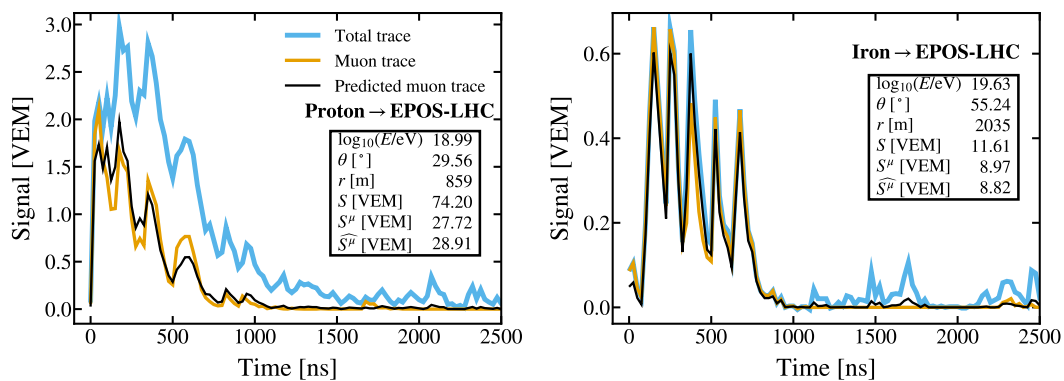 3.0
2.5
2.0
1.5
1.0
0.5
0.0
Signal [VEM]
Total trace
Muon trace
Predicted muon trace
Proton → EPOS-LHC
log₁₀(E/eV) 18.99
θ [°] 29.56
r [m] 859
S [VEM] 74.20
Sᵘ [VEM] 27.72
Ŝᵘ [VEM] 28.91
0 500 1000 1500 2000 2500
Time [ns]
0.6
0.4
0.2
0.0
Signal [VEM]
Iron → EPOS-LHC
log₁₀(E/eV) 19.63
θ [°] 55.24
r [m] 2035
S [VEM] 11.61
Sᵘ [VEM] 8.97
Ŝᵘ [VEM] 8.82
0 500 1000 1500 2000 2500
Time [ns]